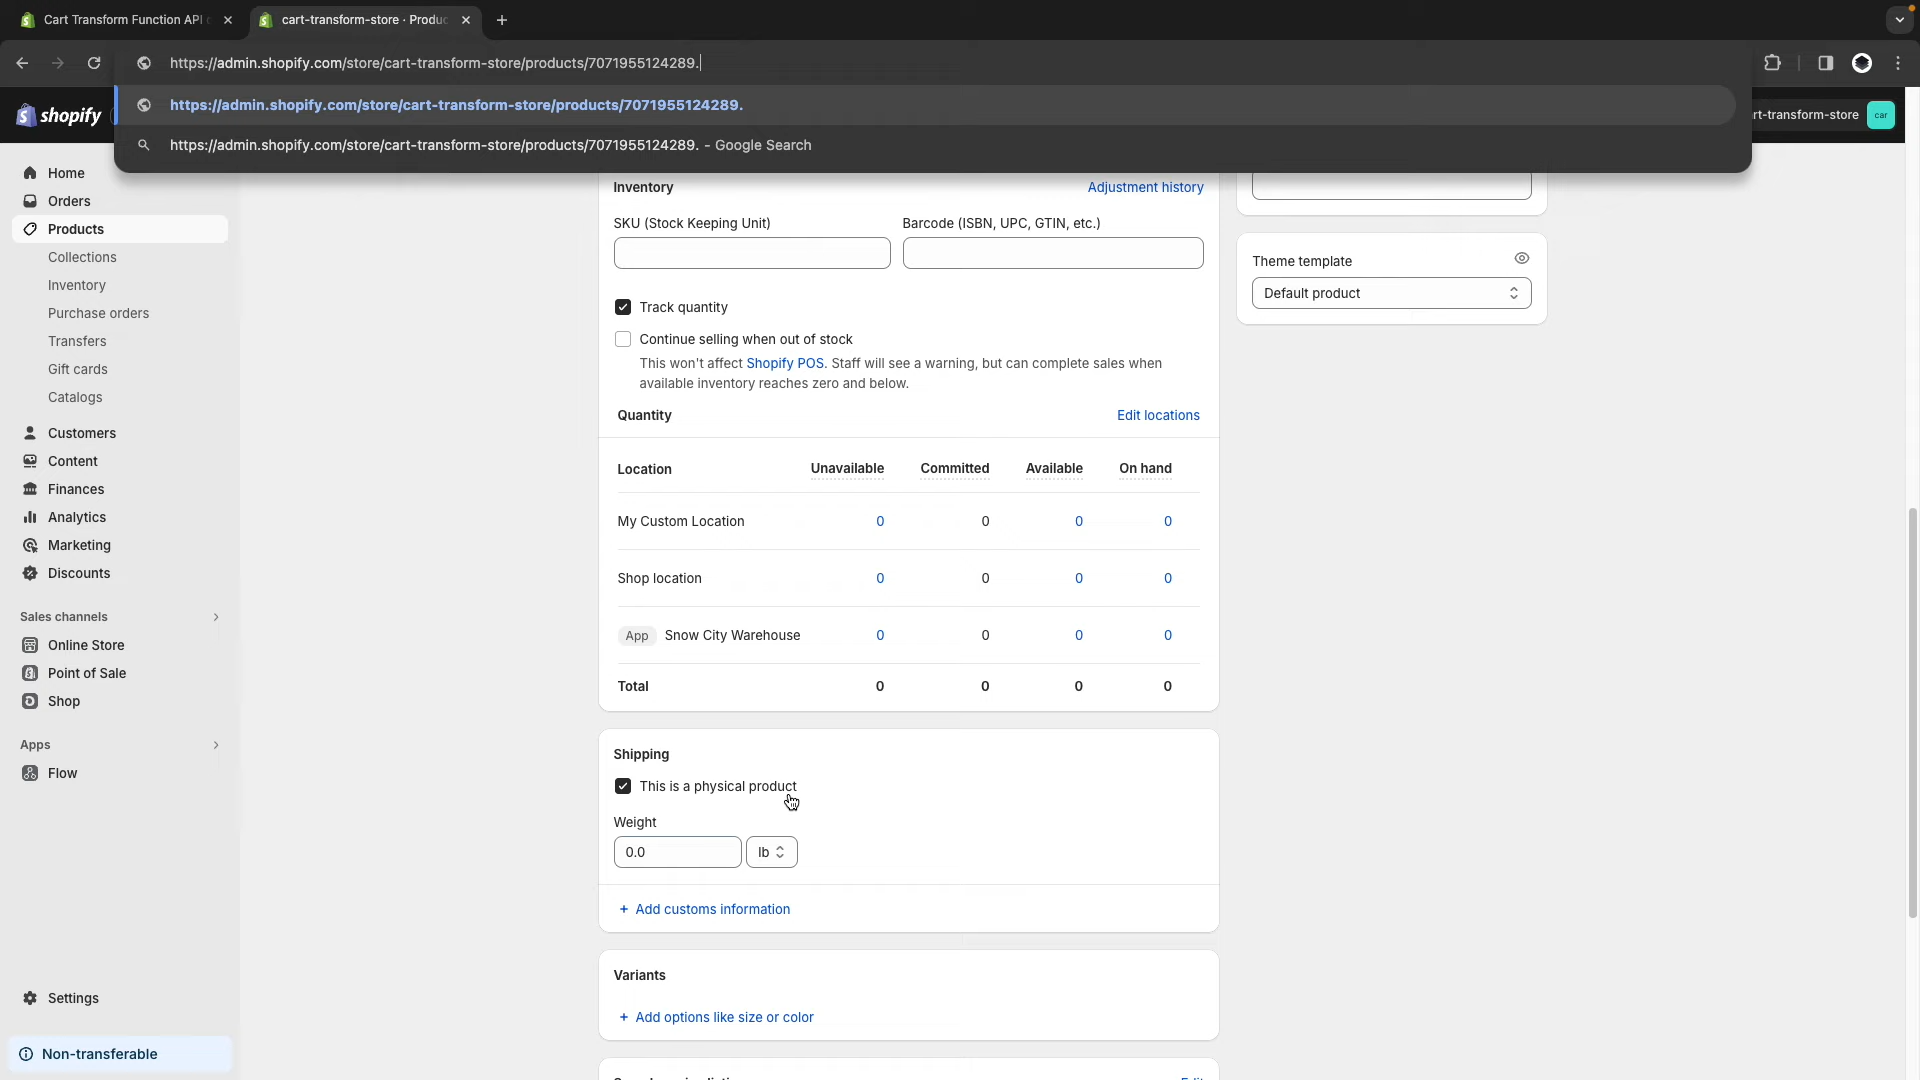 Cart Transform Function API
cart-transform-store · Produc
https://admin.shopify.com/store/cart-transform-store/products/7071955124289.
https://admin.shopify.com/store/cart-transform-store/products/7071955124289.
https://admin.shopify.com/store/cart-transform-store/products/7071955124289. - Google Search
shopify
rt-transform-store
car
Home
Orders
Products
Collections
Inventory
Purchase orders
Transfers
Gift cards
Catalogs
Customers
Content
Finances
Analytics
Marketing
Discounts
Sales channels
Online Store
Point of Sale
Shop
Apps
Flow
Settings
Non-transferable
Inventory
Adjustment history
SKU (Stock Keeping Unit)
Barcode (ISBN, UPC, GTIN, etc.)
Track quantity
Continue selling when out of stock
This won't affect Shopify POS. Staff will see a warning, but can complete sales when
available inventory reaches zero and below.
Quantity
Edit locations
Location Unavailable Committed Available On hand
My Custom Location 0 0 0 0
Shop location 0 0 0 0
App Snow City Warehouse 0 0 0 0
Total 0 0 0 0
Shipping
This is a physical product
Weight
0.0 lb
+ Add customs information
Variants
+ Add options like size or color
Theme template
Default product